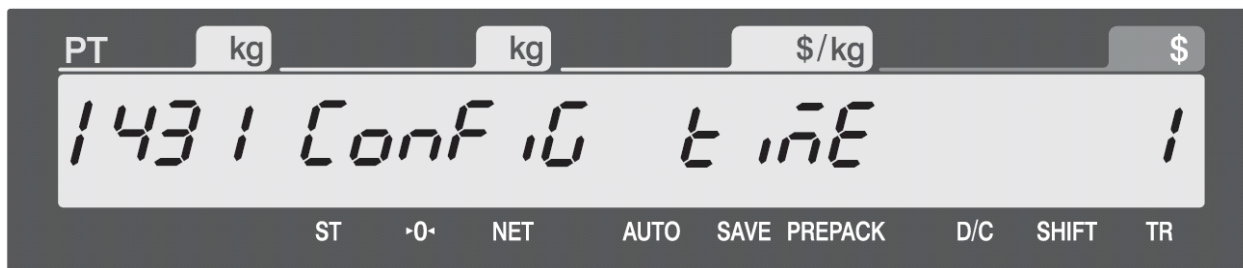 PT kg kg $/kg $
1431 ConFiG timE 1
ST ▸0◂ NET AUTO SAVE PREPACK D/C SHIFT TR